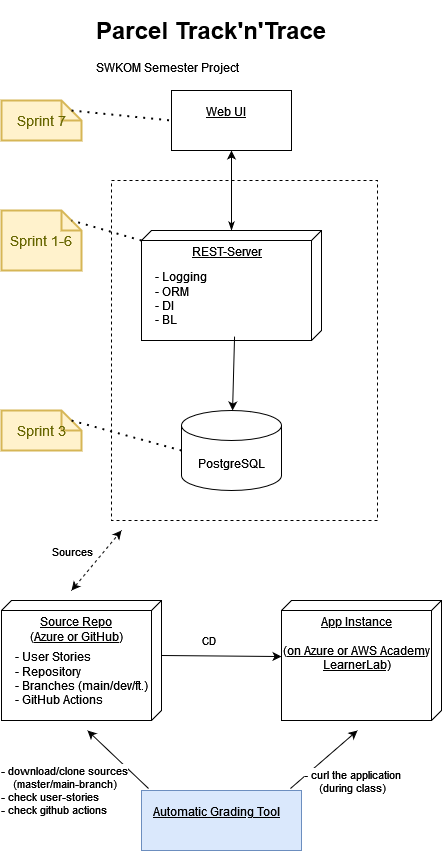 Parcel Track'n'Trace
SWKOM Semester Project
Web UI
Sprint 7
Sprint 1-6
REST-Server
- Logging
- ORM
- DI
- BL
Sprint 3
PostgreSQL
Sources
Source Repo
(Azure or GitHub)
- User Stories
- Repository
- Branches (main/dev/ft.)
- GitHub Actions
CD
App Instance
(on Azure or AWS Academy
LearnerLab)
- download/clone sources
(master/main-branch)
- check user-stories
- check github actions
- curl the application
(during class)
Automatic Grading Tool